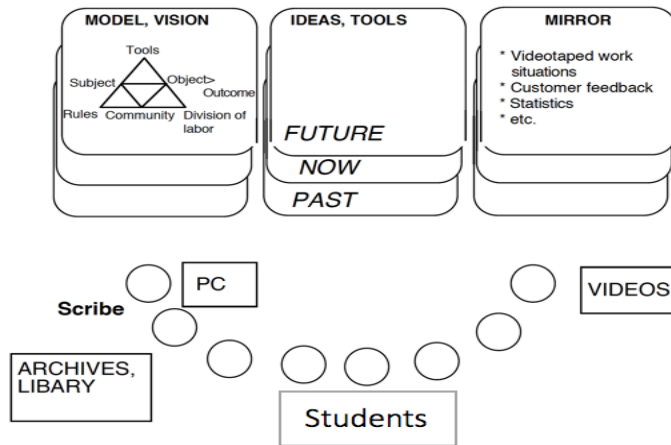 MODEL, VISION
Tools
Subject
Object>
Outcome
Rules
Community
Division of
labor
IDEAS, TOOLS
FUTURE
NOW
PAST
MIRROR
* Videotaped work
situations
* Customer feedback
* Statistics
* etc.
PC
VIDEOS
Scribe
ARCHIVES,
LIBARY
Students